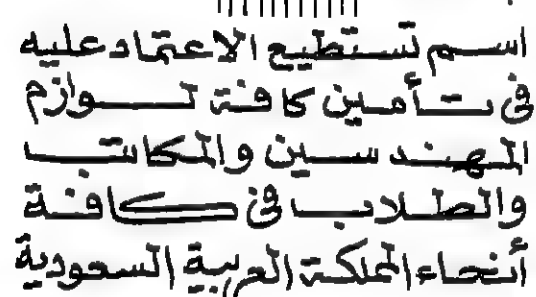 اسم تستطيع الاعتماد عليه
في تأمين كافة لوازم
المهندسين والمكاتب
والطلاب في كافة
أنحاء المملكة العربية السعودية